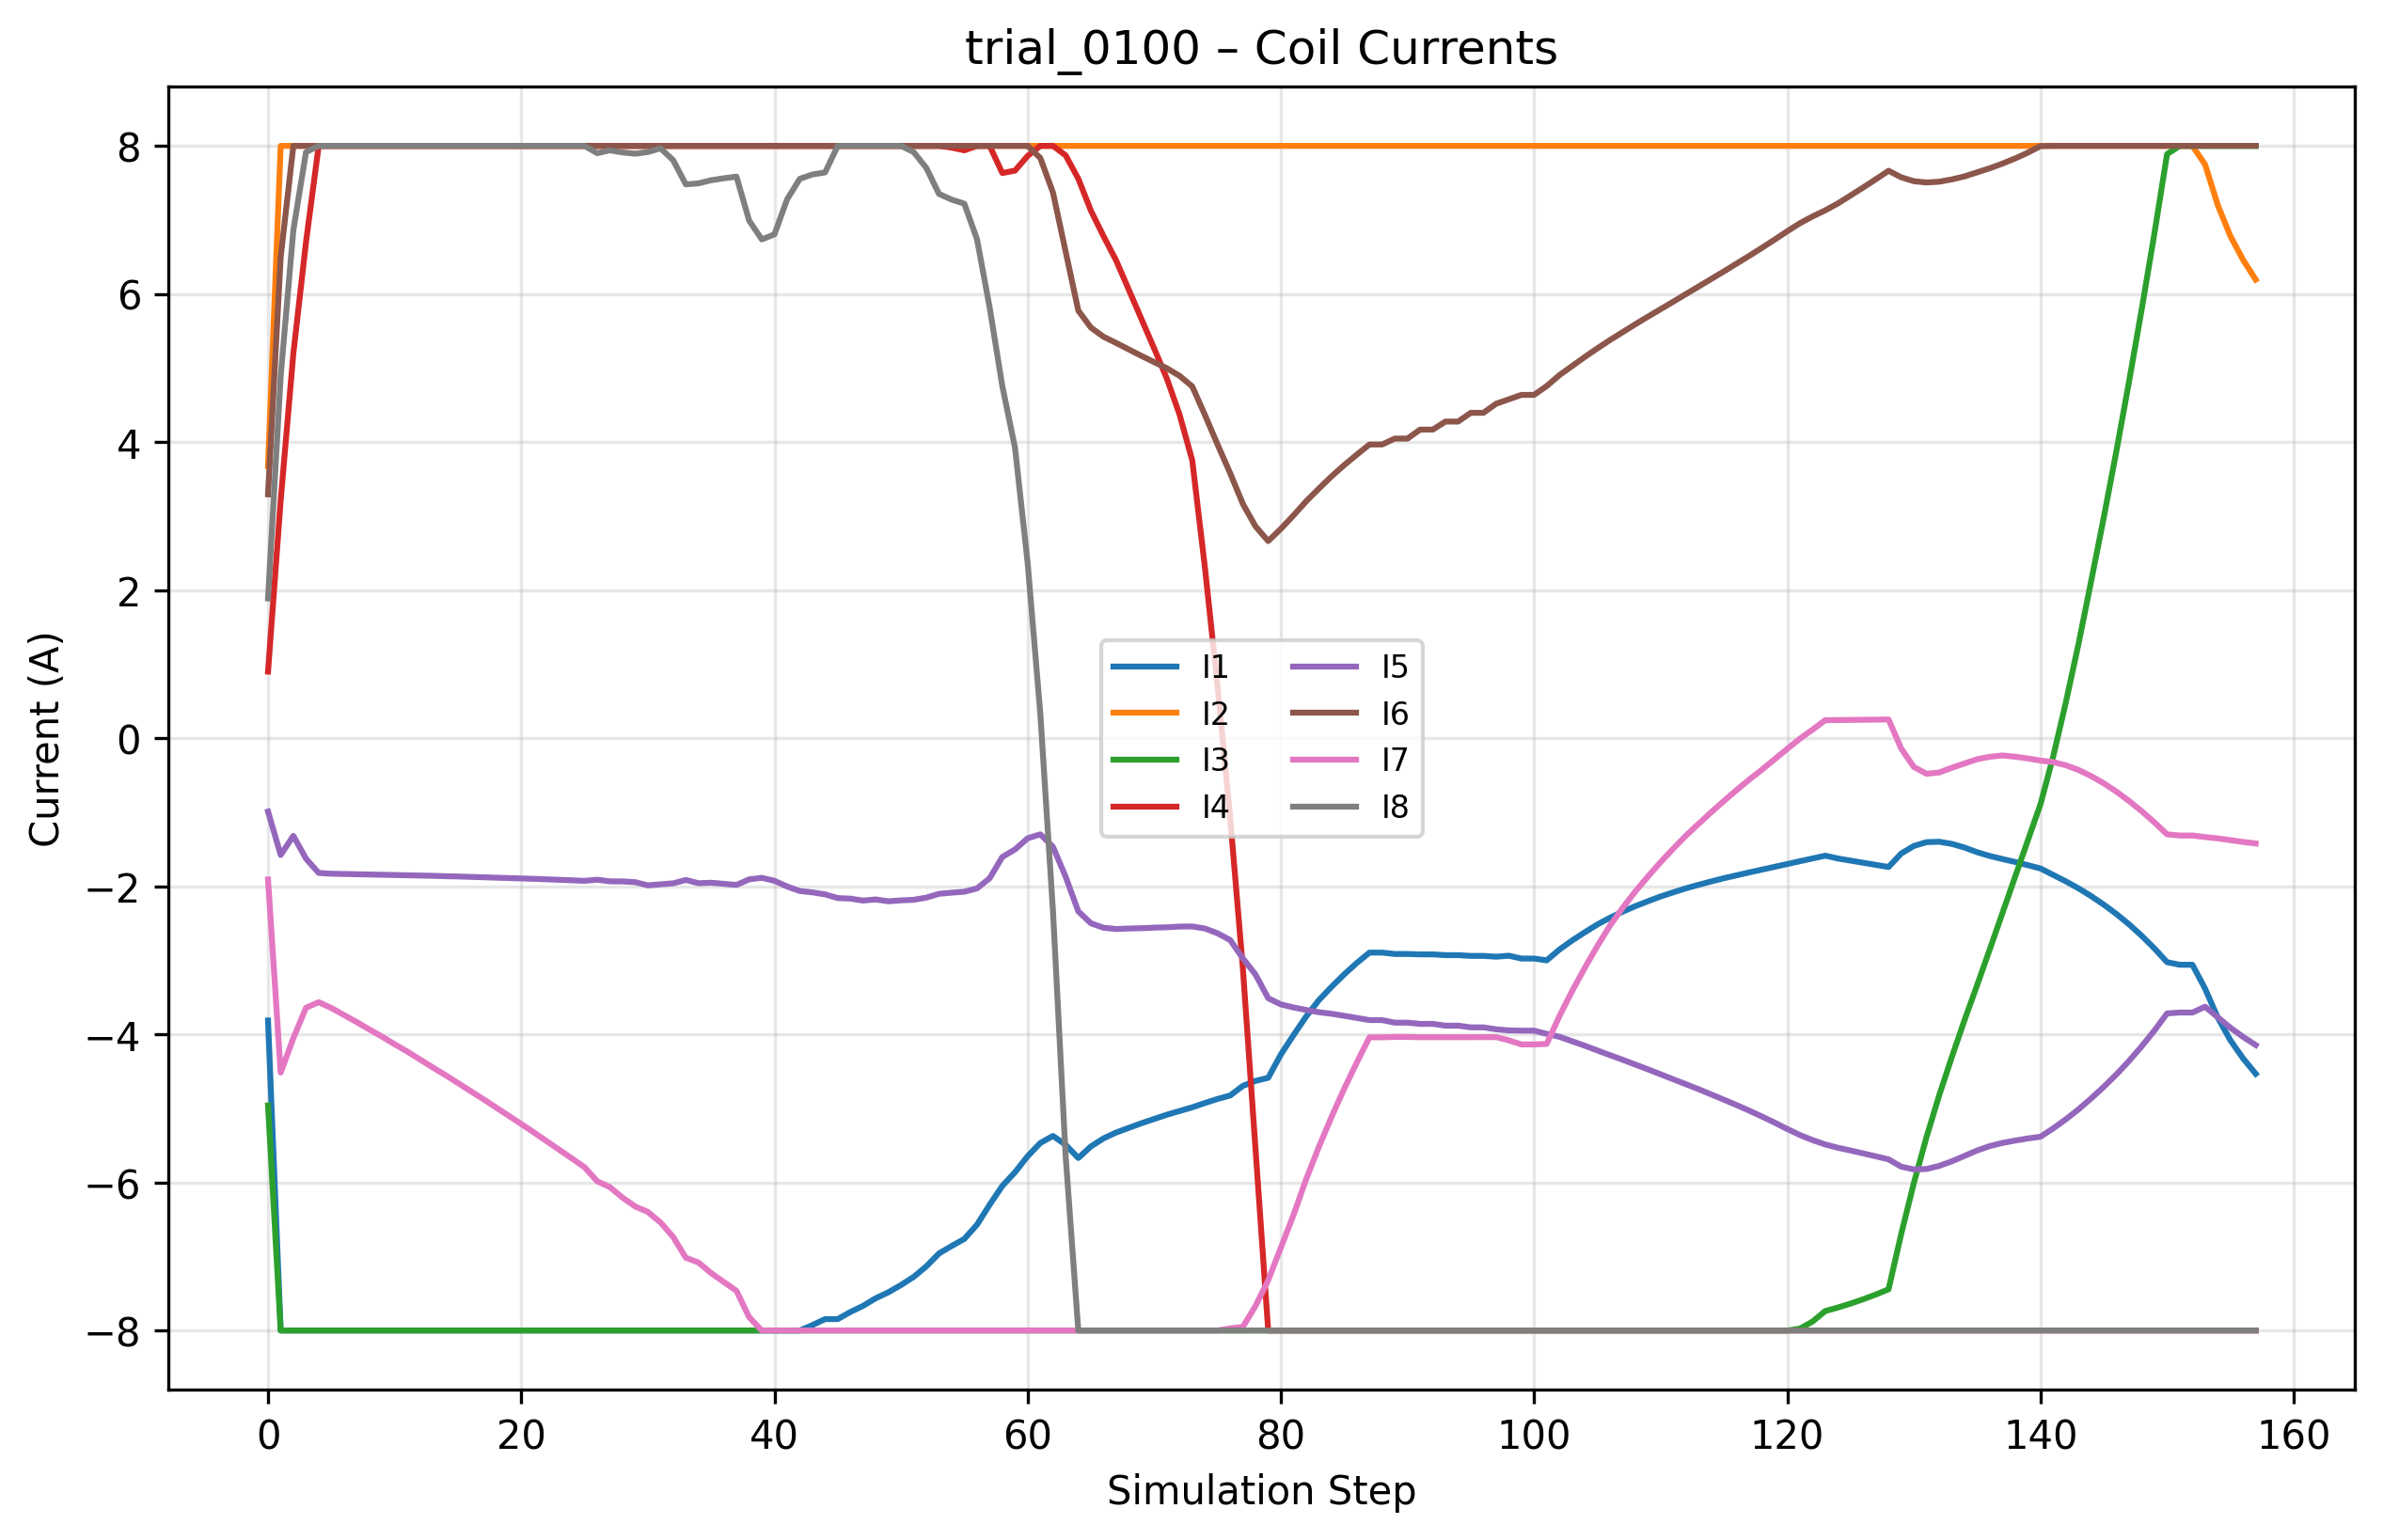 trial_0100 – Coil Currents
Current (A)
8
6
4
2
0
−2
−4
−6
−8
I1
I2
I3
I4
I5
I6
I7
I8
0 20 40 60 80 100 120 140 160
Simulation Step